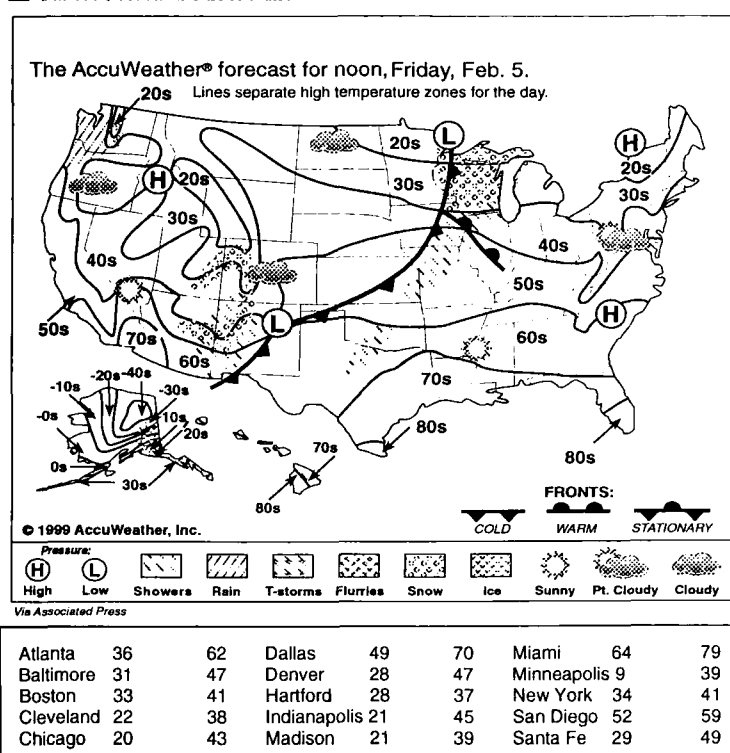 The AccuWeather® forecast for noon, Friday, Feb. 5.
Lines separate high temperature zones for the day.
20s
L
H
20s
20s
30s
H
20s
30s
30s
40s
40s
50s
H
50s
L
60s
70s
60s
70s
80s
80s
-20s -40s
-10s
-30s
-0s
-10s
20s
0s
30s
70s
80s
FRONTS:
COLD WARM STATIONARY
© 1999 AccuWeather, Inc.
Pressure:
H L
High Low Showers Rain T-storms Flurries Snow Ice Sunny Pt. Cloudy Cloudy
Via Associated Press
Atlanta 36 62 Dallas 49 70 Miami 64 79
Baltimore 31 47 Denver 28 47 Minneapolis 9 39
Boston 33 41 Hartford 28 37 New York 34 41
Cleveland 22 38 Indianapolis 21 45 San Diego 52 59
Chicago 20 43 Madison 21 39 Santa Fe 29 49